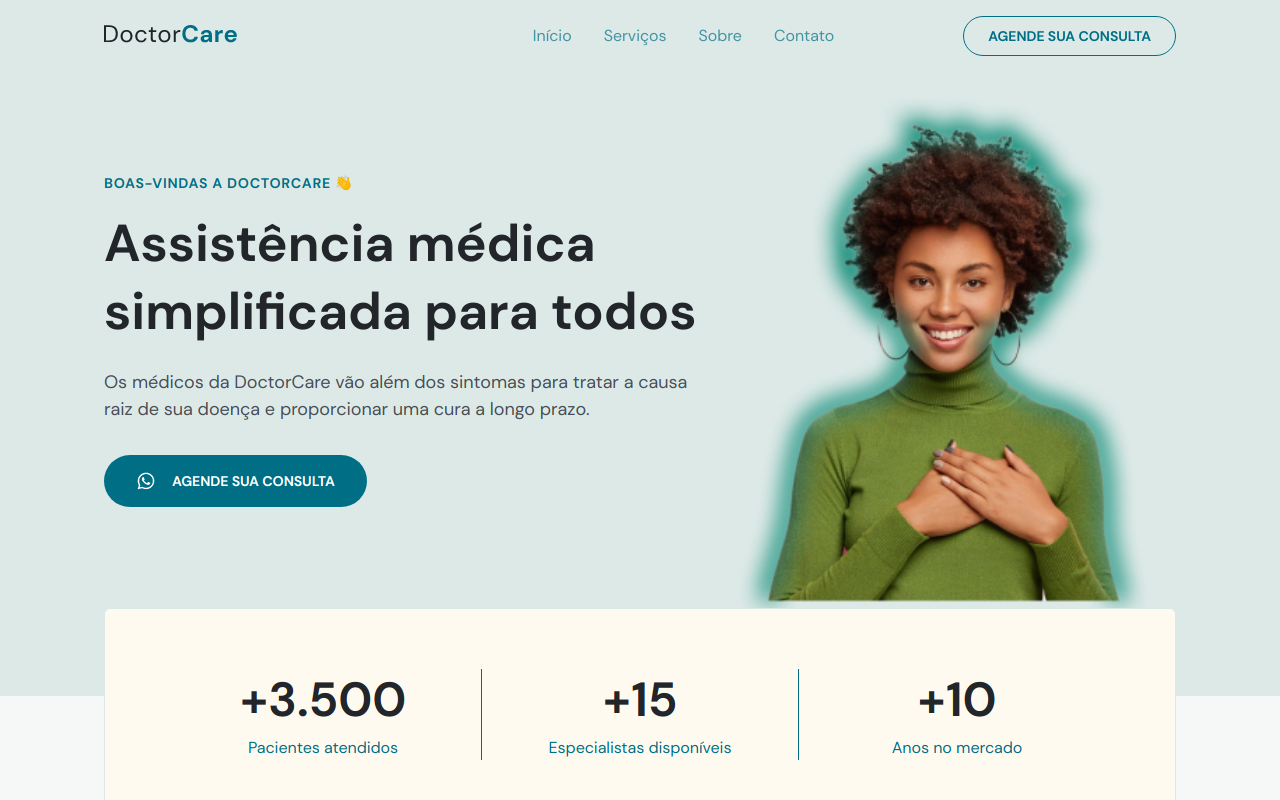 DoctorCare
Início
Serviços
Sobre
Contato
AGENDE SUA CONSULTA
BOAS-VINDAS A DOCTORCARE 👋
Assistência médica
simplificada para todos
Os médicos da DoctorCare vão além dos sintomas para tratar a causa
raiz de sua doença e proporcionar uma cura a longo prazo.
AGENDE SUA CONSULTA
+3.500
Pacientes atendidos
+15
Especialistas disponíveis
+10
Anos no mercado